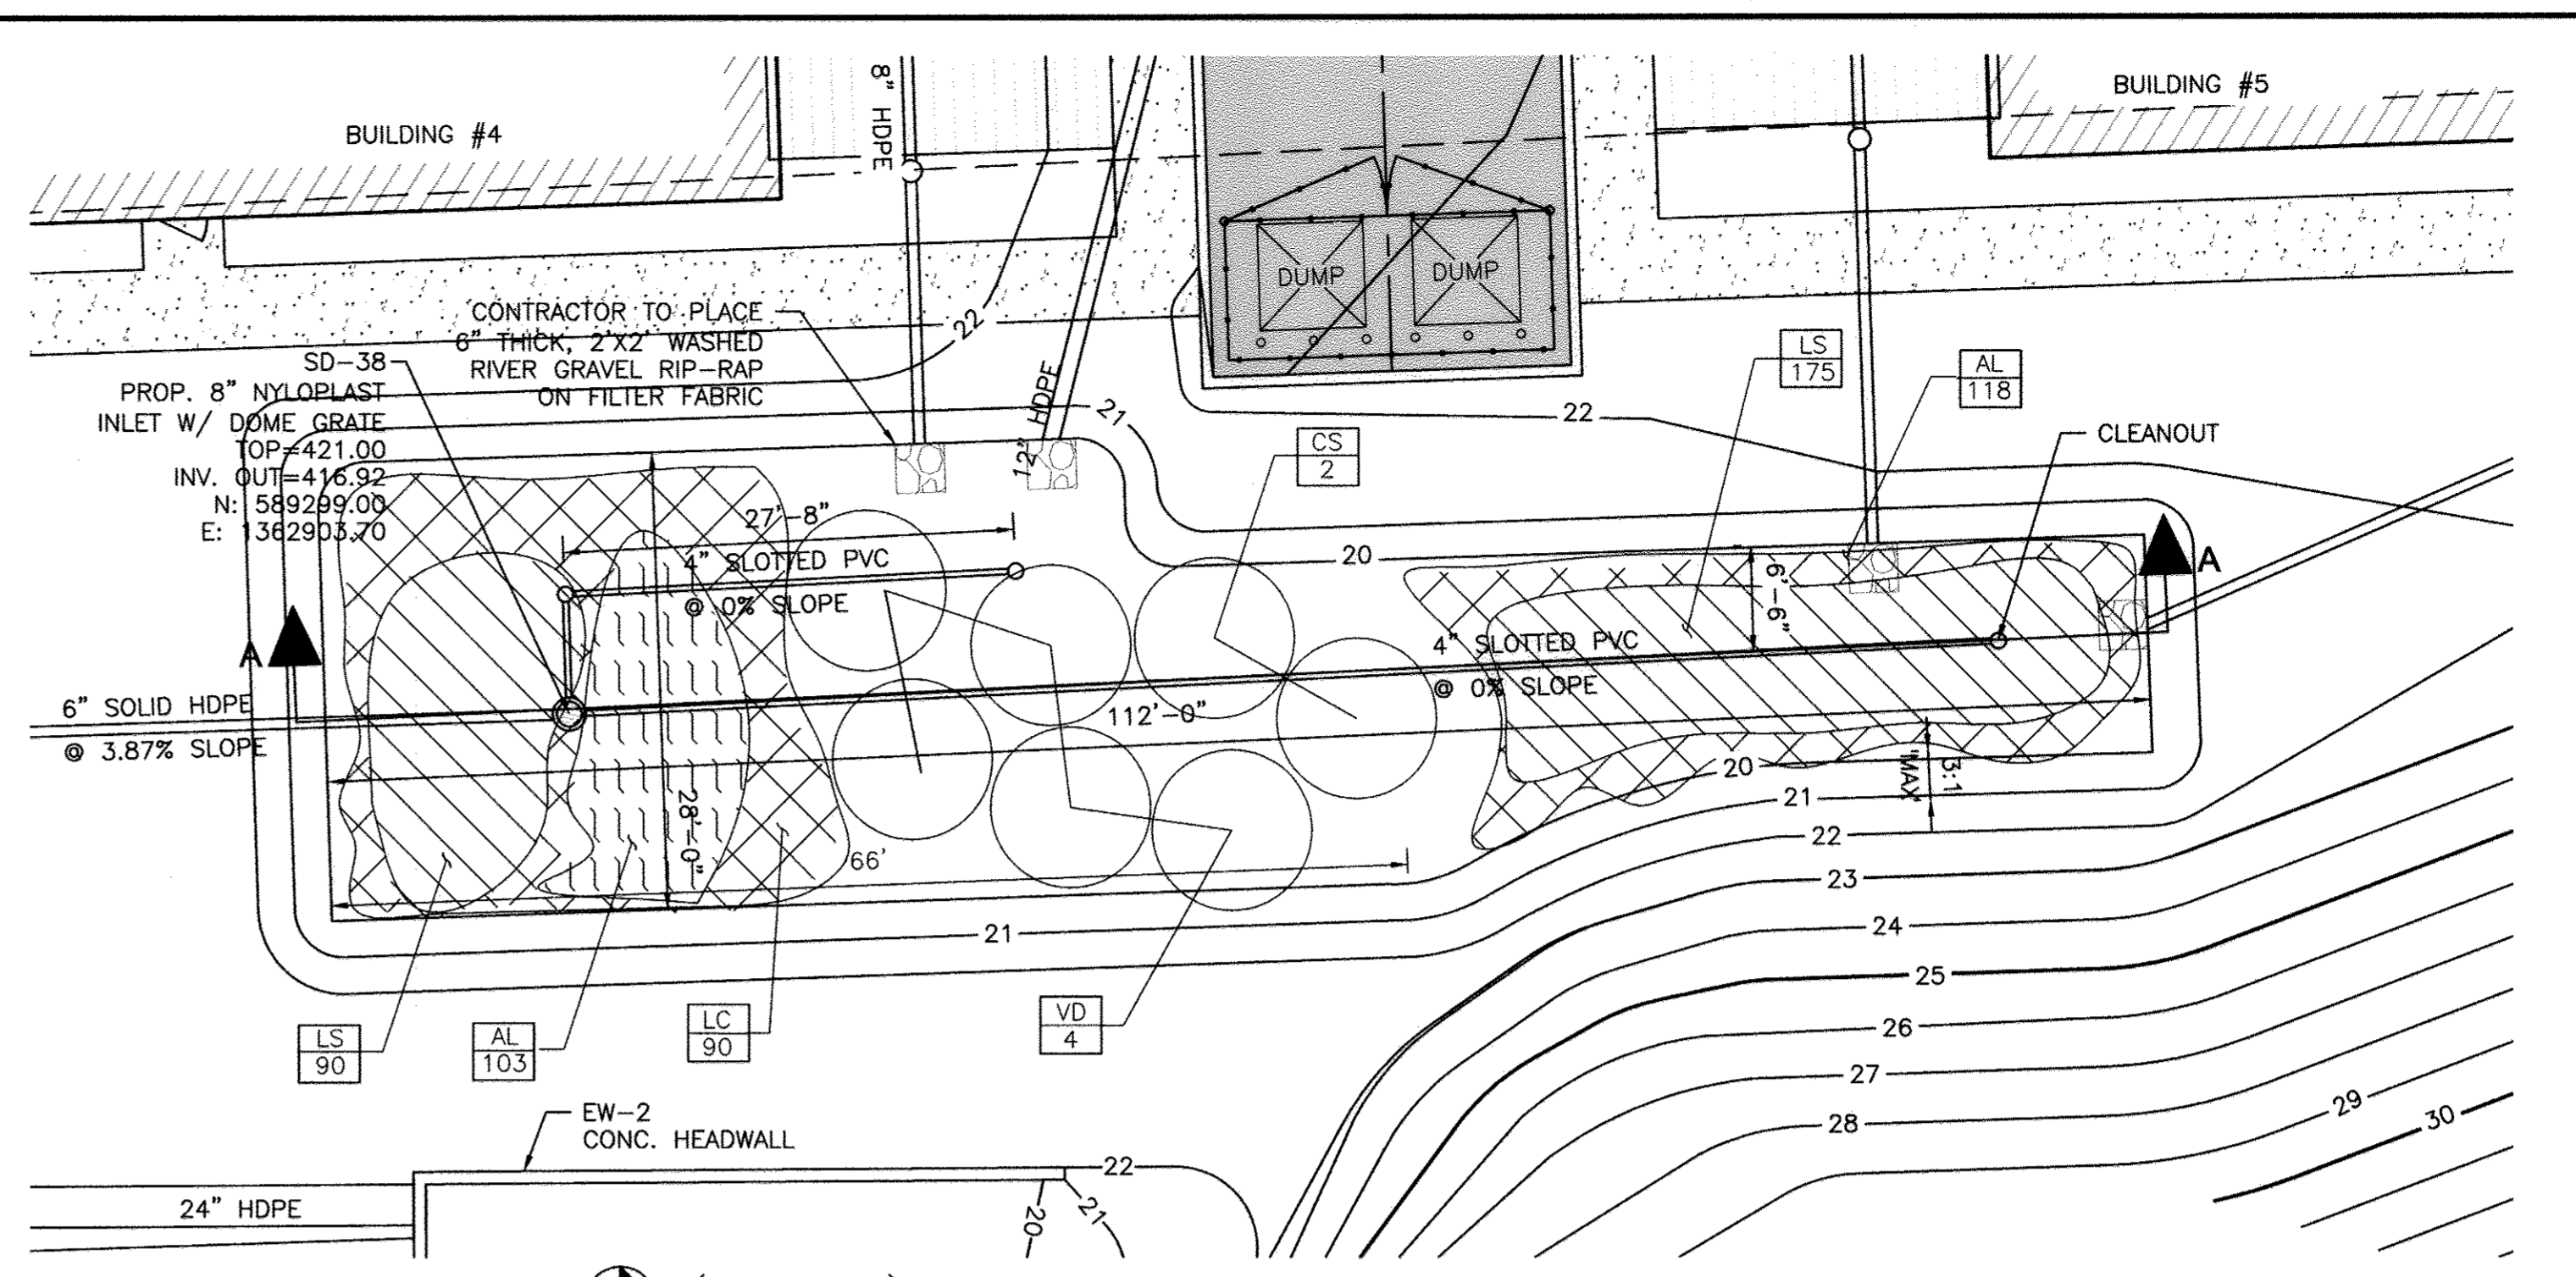 BUILDING #4
8" HDPE
BUILDING #5
DUMP
DUMP
CONTRACTOR TO PLACE
6" THICK, 2'X2' WASHED
RIVER GRAVEL RIP-RAP
ON FILTER FABRIC
22
SD-38
PROP. 8" NYLOPLAST
INLET W/ DOME GRATE
TOP=421.00
INV. OUT=416.92
N: 589299.00
E: 1362903.70
12" HDPE
21
22
LS
175
AL
118
CS
2
CLEANOUT
27'-8"
4" SLOTTED PVC
@ 0% SLOPE
20
6'-6"
A
A
4" SLOTTED PVC
@ 0% SLOPE
6" SOLID HDPE
@ 3.87% SLOPE
112'-0"
28'-0"
66'
20
3:1
MAX
21
22
23
24
25
26
27
28
29
30
21
LS
90
AL
103
LC
90
VD
4
EW-2
CONC. HEADWALL
22
24" HDPE
20
21